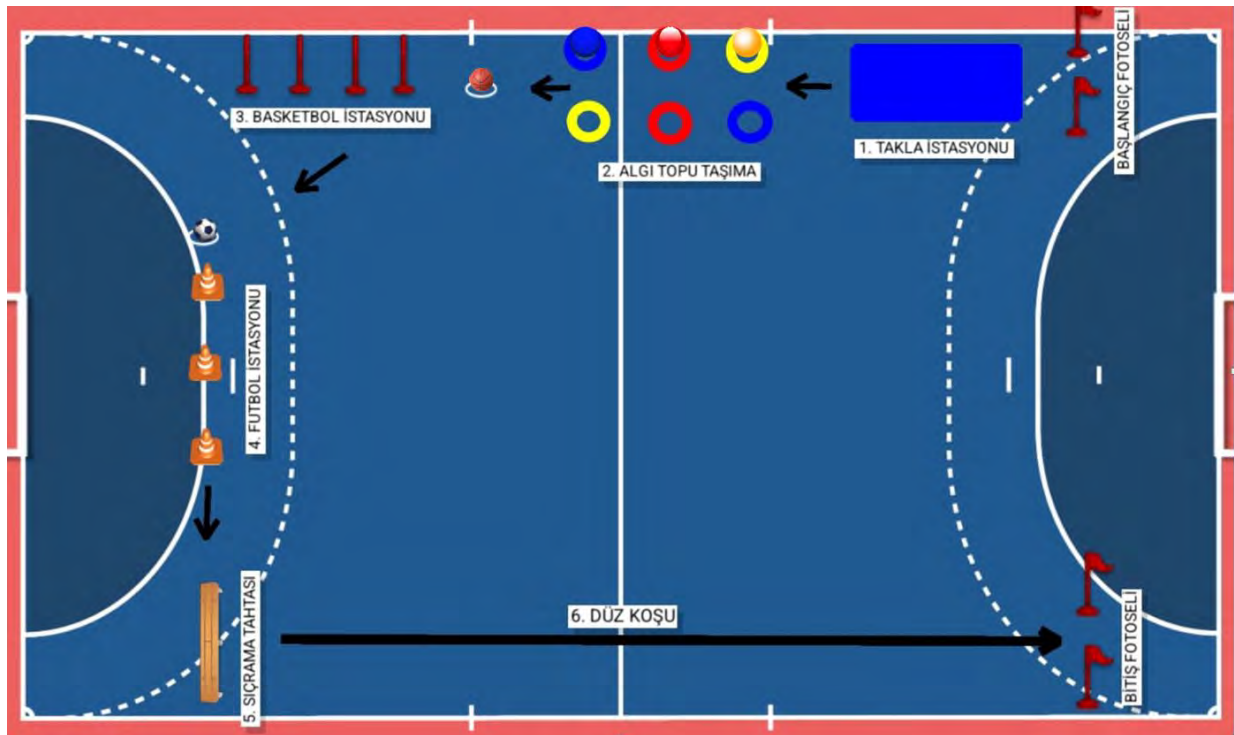 BAŞLANGIÇ FOTOSELİ
1. TAKLA İSTASYONU
2. ALGI TOPU TAŞIMA
3. BASKETBOL İSTASYONU
4. FUTBOL İSTASYONU
5. SIÇRAMA TAHTASI
6. DÜZ KOŞU
BİTİŞ FOTOSELİ